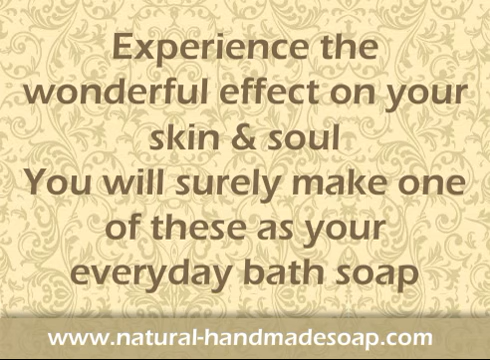 Experience the
wonderful effect on your
skin & soul
You will surely make one
of these as your
everyday bath soap
www.natural-handmadesoap.com